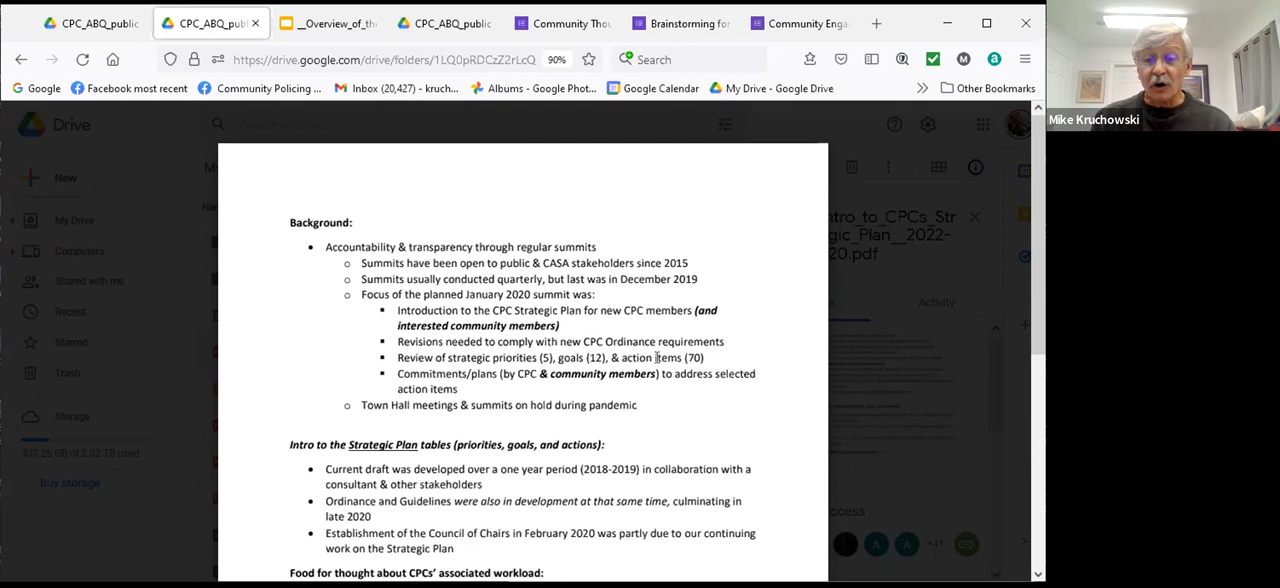 CPC_ABQ_public
CPC_ABQ_publ
__Overview_of_the
CPC_ABQ_public
Community Thou
Brainstorming for
Community Enga
https://drive.google.com/drive/folders/1LQ0pRDCzZ2rLcQ
90%
Search
Google
Facebook most recent
Community Policing ...
Inbox (20,427) - kruch...
Albums - Google Phot...
Google Calendar
My Drive - Google Drive
Other Bookmarks
Mike Kruchowski
Drive
New
My Drive
Computers
Shared with me
Recent
Starred
Trash
Storage
437.26 GB of 2.02 TB used
Buy storage
Background:
• Accountability & transparency through regular summits
o Summits have been open to public & CASA stakeholders since 2015
o Summits usually conducted quarterly, but last was in December 2019
o Focus of the planned January 2020 summit was:
▪ Introduction to the CPC Strategic Plan for new CPC members (and
interested community members)
▪ Revisions needed to comply with new CPC Ordinance requirements
▪ Review of strategic priorities (5), goals (12), & action items (70)
▪ Commitments/plans (by CPC & community members) to address selected
action items
o Town Hall meetings & summits on hold during pandemic
Intro to the Strategic Plan tables (priorities, goals, and actions):
• Current draft was developed over a one year period (2018-2019) in collaboration with a
consultant & other stakeholders
• Ordinance and Guidelines were also in development at that same time, culminating in
late 2020
• Establishment of the Council of Chairs in February 2020 was partly due to our continuing
work on the Strategic Plan
Food for thought about CPCs' associated workload:
ntro_to_CPCs_Str
gic_Plan__2022-
20.pdf
Activity
A
A
+41